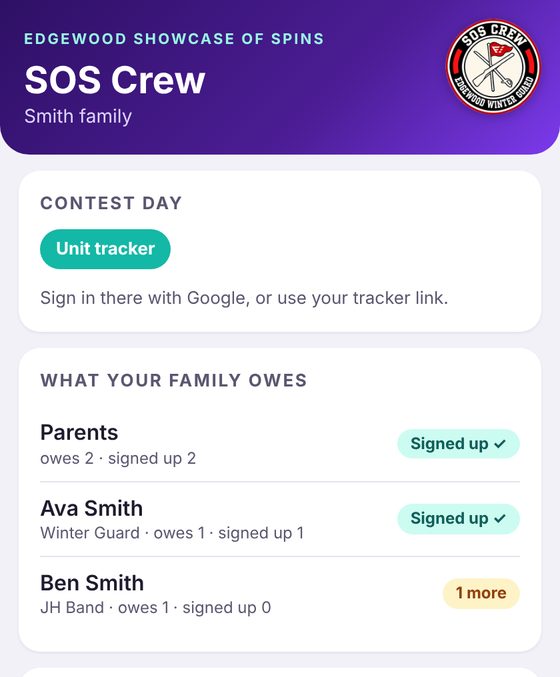 EDGEWOOD SHOWCASE OF SPINS
SOS Crew
Smith family
SOS CREW
EDGEWOOD WINTER GUARD
CONTEST DAY
Unit tracker
Sign in there with Google, or use your tracker link.
WHAT YOUR FAMILY OWES
Parents
owes 2 · signed up 2
Signed up ✓
Ava Smith
Winter Guard · owes 1 · signed up 1
Signed up ✓
Ben Smith
JH Band · owes 1 · signed up 0
1 more